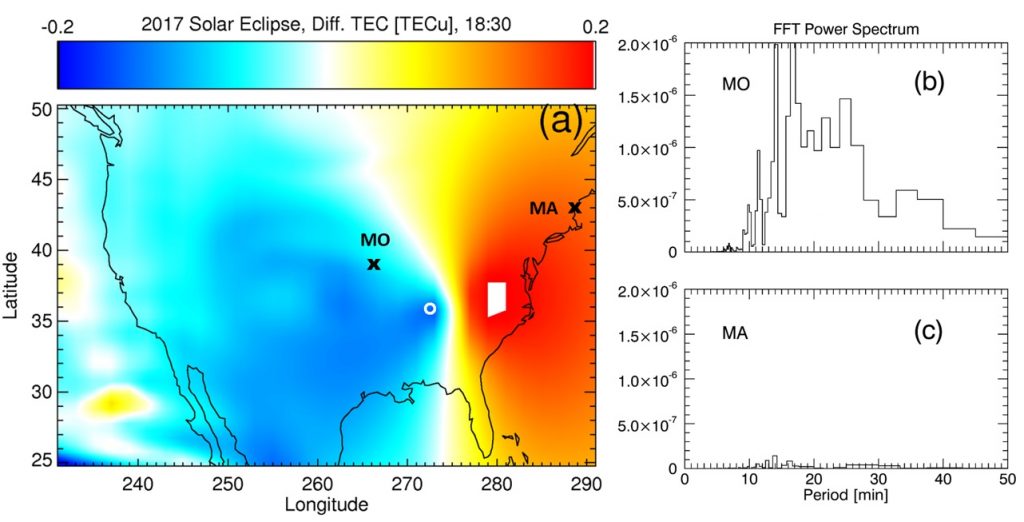 -0.2 2017 Solar Eclipse, Diff. TEC [TECu], 18:30 0.2
50
45
40
35
30
25
Latitude
240 250 260 270 280 290
Longitude
(a)
MA x
MO
x
FFT Power Spectrum
2.0×10⁻⁶
1.5×10⁻⁶
1.0×10⁻⁶
5.0×10⁻⁷
0
MO (b)
2.0×10⁻⁶
1.5×10⁻⁶
1.0×10⁻⁶
5.0×10⁻⁷
0
MA (c)
0 10 20 30 40 50
Period [min]